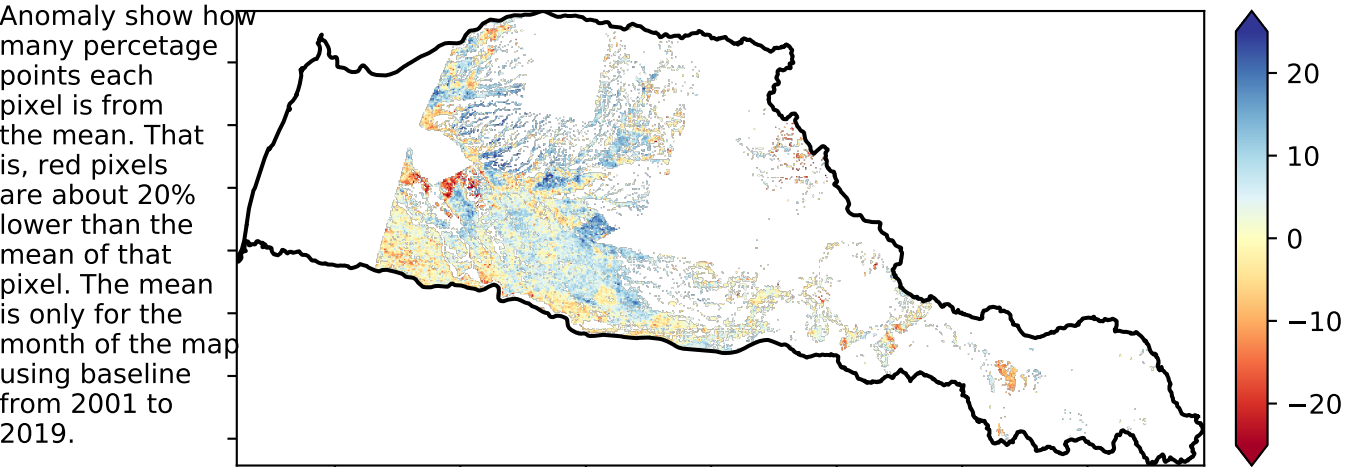 Anomaly show how
many percetage
points each
pixel is from
the mean. That
is, red pixels
are about 20%
lower than the
mean of that
pixel. The mean
is only for the
month of the map
using baseline
from 2001 to
2019.
20
10
0
−10
−20